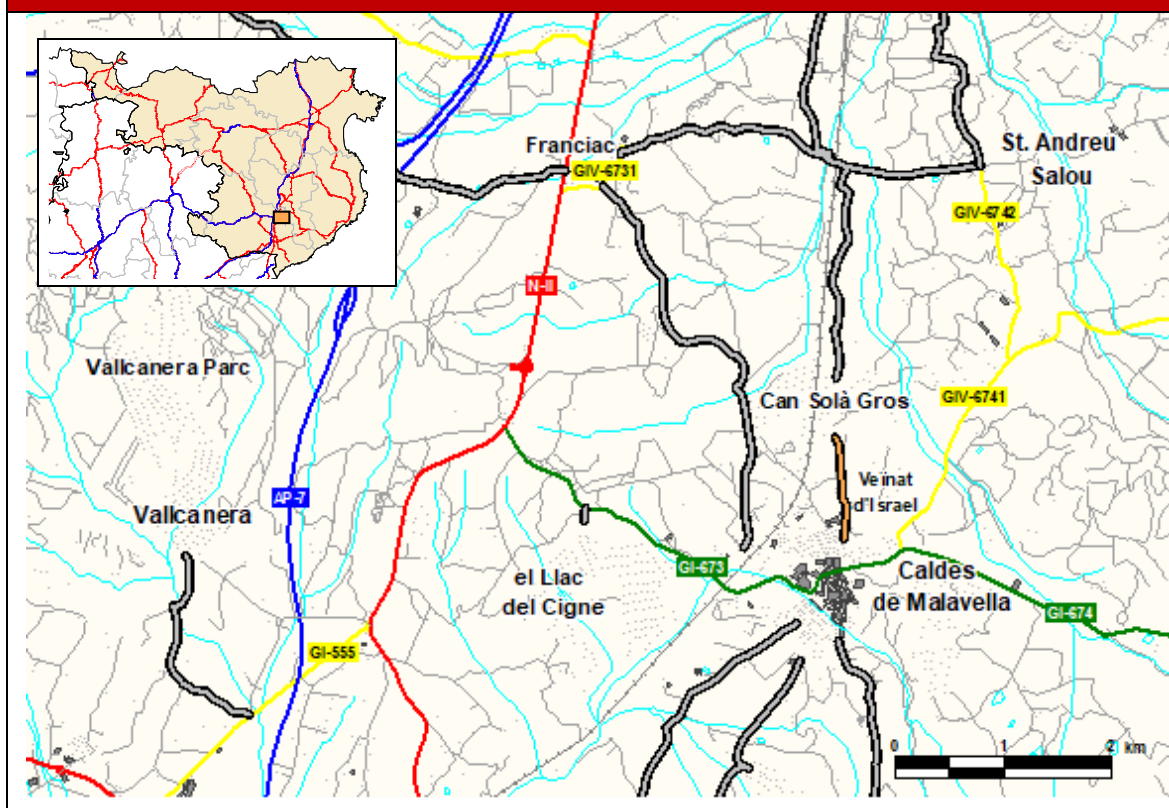 Franciac
GIV-6731
St. Andreu
Salou
GIV-6742
N-II
Vallcanera Parc
Can Solà Gros
GIV-6741
AP-7
Vallcanera
Veïnat
d'Israel
GI-673
el Llac
del Cigne
Caldes
de Malavella
GI-674
GI-555
0 1 2 km